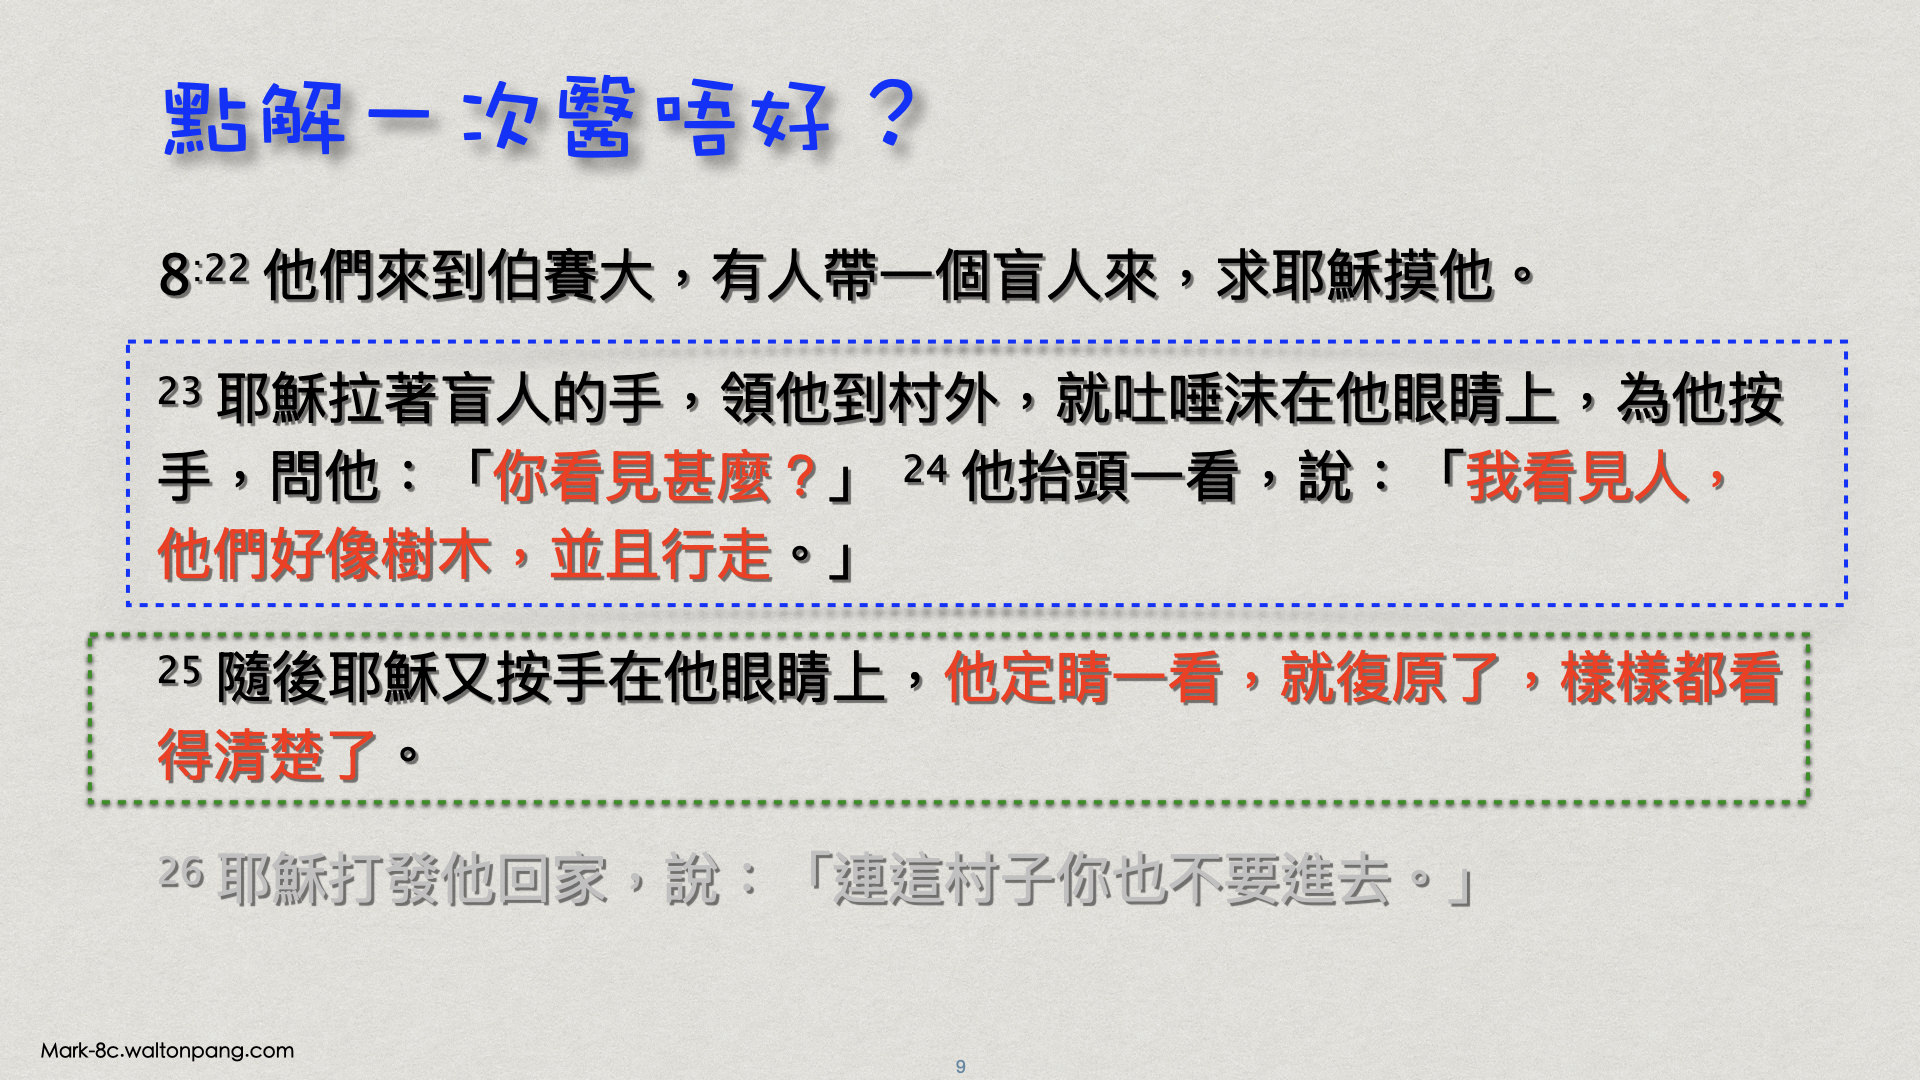 點解一次醫唔好？
8:22 他們來到伯賽大，有人帶一個盲人來，求耶穌摸他。
23 耶穌拉著盲人的手，領他到村外，就吐唾沫在他眼睛上，為他按
手，問他：「你看見甚麼？」 24 他抬頭一看，說：「我看見人，
他們好像樹木，並且行走。」
25 隨後耶穌又按手在他眼睛上，他定睛一看，就復原了，樣樣都看
得清楚了。
26 耶穌打發他回家，說：「連這村子你也不要進去。」
Mark-8c.waltonpang.com
9